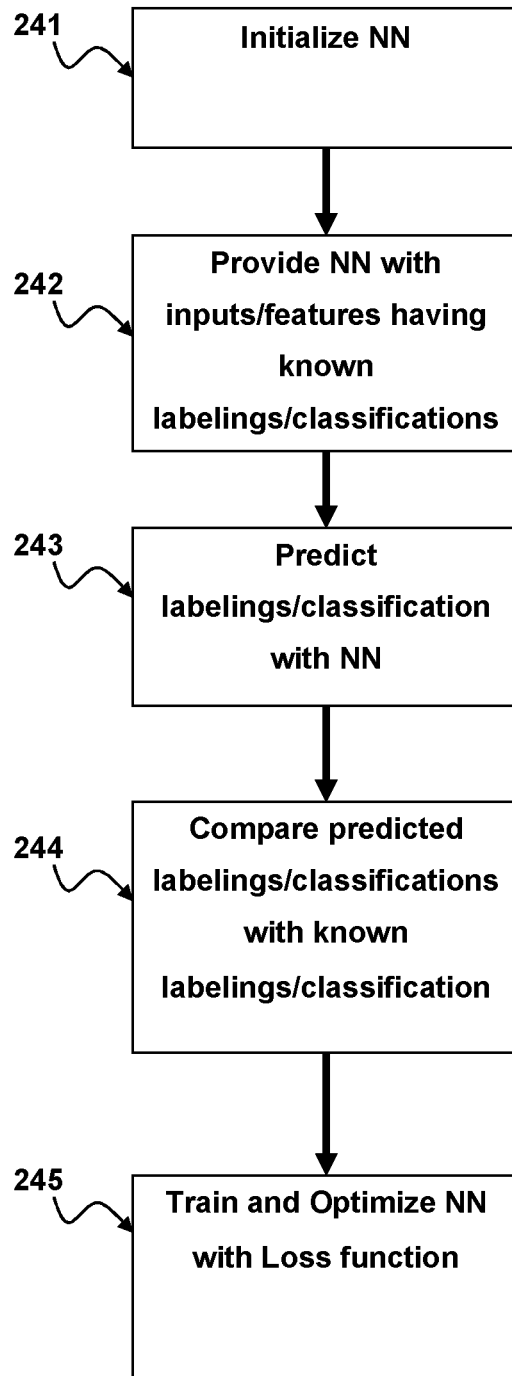 241
Initialize NN
242
Provide NN with
inputs/features having
known
labelings/classifications
243
Predict
labelings/classification
with NN
244
Compare predicted
labelings/classifications
with known
labelings/classification
245
Train and Optimize NN
with Loss function